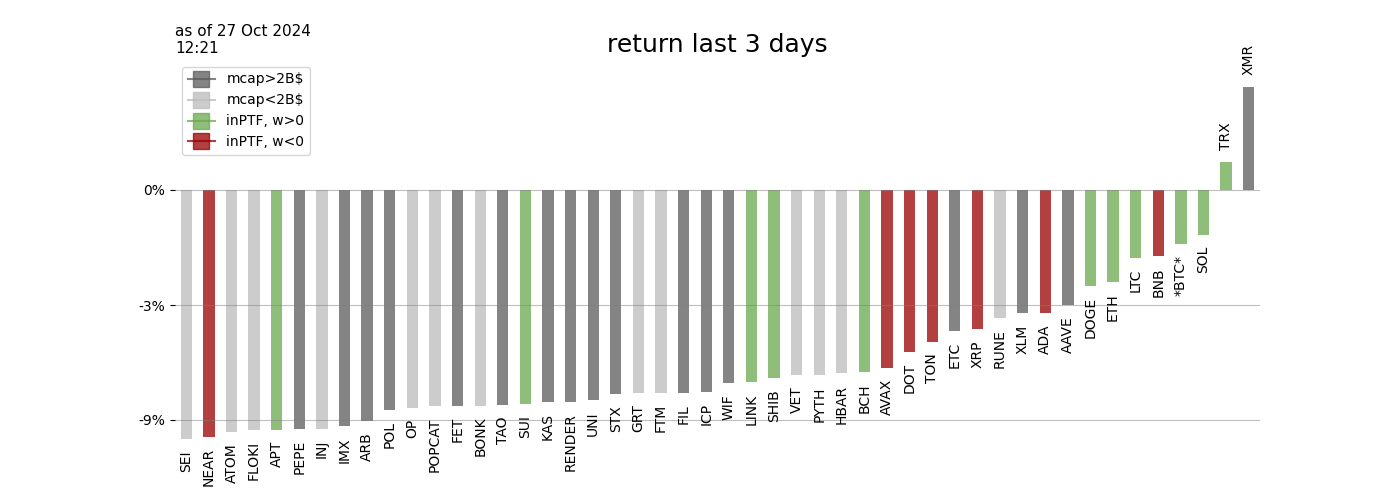 as of 27 Oct 2024
12:21
return last 3 days
mcap>2B$
mcap<2B$
inPTF, w>0
inPTF, w<0
0%
-3%
-9%
SEI
NEAR
ATOM
FLOKI
APT
PEPE
INJ
IMX
ARB
POL
OP
POPCAT
FET
BONK
TAO
SUI
KAS
RENDER
UNI
STX
GRT
FTM
FIL
ICP
WIF
LINK
SHIB
VET
PYTH
HBAR
BCH
AVAX
DOT
TON
ETC
XRP
RUNE
XLM
ADA
AAVE
DOGE
ETH
LTC
BNB
*BTC*
SOL
TRX
XMR